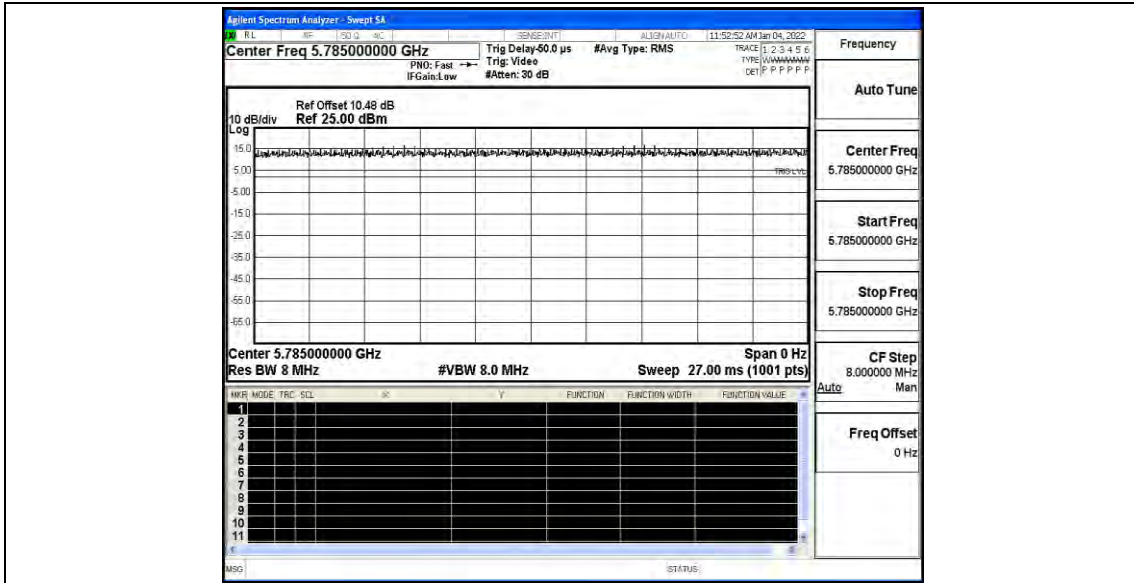 Agilent Spectrum Analyzer - Swept SA
RL RF 50 Ω AC SENSE:INT ALIGN AUTO 11:52:52 AM Jan 04, 2022
Center Freq 5.785000000 GHz
PNO: Fast
IFGain:Low
Trig Delay-50.0 µs
Trig: Video
#Atten: 30 dB
#Avg Type: RMS
TRACE 1 2 3 4 5 6
TYPE
DET P P P P P P
Ref Offset 10.48 dB
10 dB/div Ref 25.00 dBm
Log
15.0
5.00
TRIG LVL
-5.00
-15.0
-25.0
-35.0
-45.0
-55.0
-65.0
Center 5.785000000 GHz Span 0 Hz
Res BW 8 MHz #VBW 8.0 MHz Sweep 27.00 ms (1001 pts)
MKR MODE TRC SCL X Y FUNCTION FUNCTION WIDTH FUNCTION VALUE
1
2
3
4
5
6
7
8
9
10
11
MSG STATUS
Frequency
Auto Tune
Center Freq
5.785000000 GHz
Start Freq
5.785000000 GHz
Stop Freq
5.785000000 GHz
CF Step
8.000000 MHz
Auto Man
Freq Offset
0 Hz